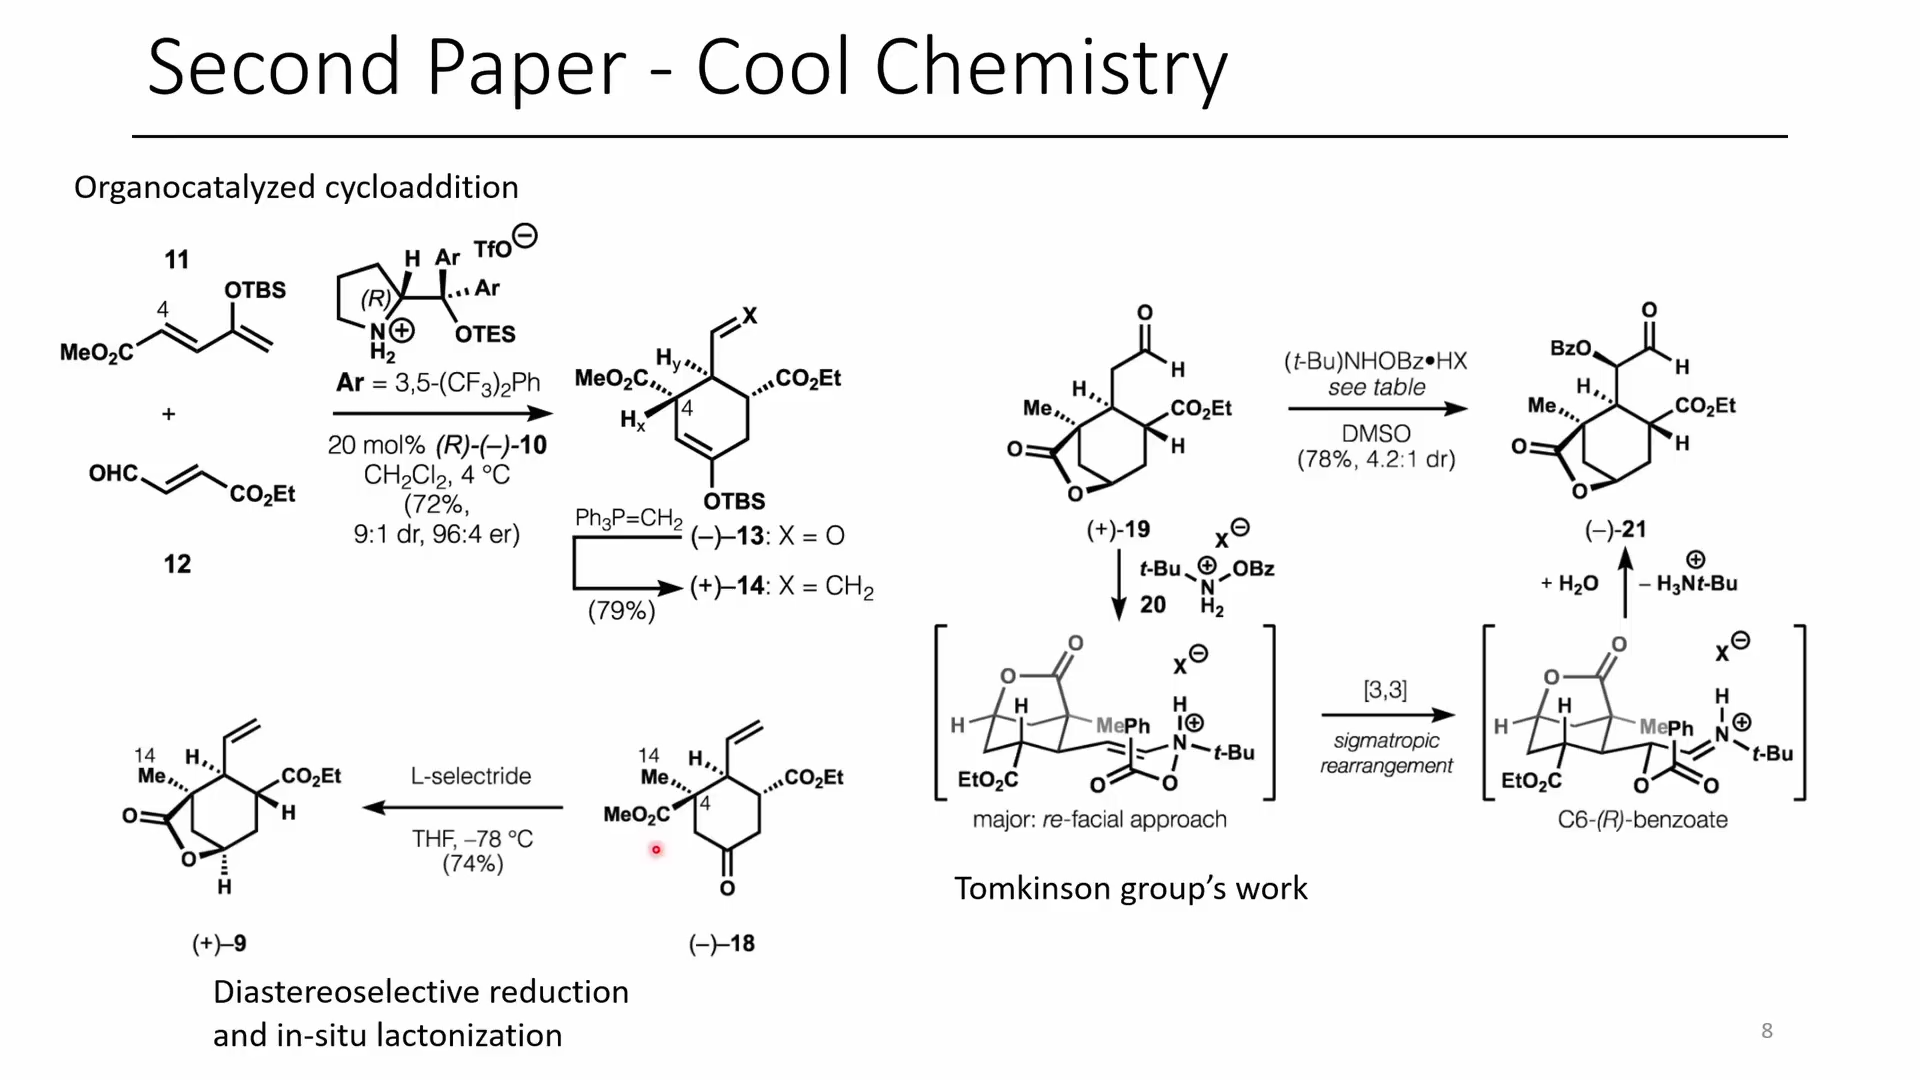 Second Paper - Cool Chemistry
Organocatalyzed cycloaddition
11
OTBS
4
MeO2C
+
OHC
CO2Et
12
H Ar TfO⊖
(R)
Ar
N⊕
H2
OTES
Ar = 3,5-(CF3)2Ph
20 mol% (R)-(–)-10
CH2Cl2, 4 °C
(72%,
9:1 dr, 96:4 er)
X
Hy
MeO2C
CO2Et
4
Hx
OTBS
Ph3P=CH2
(–)–13: X = O
(+)–14: X = CH2
(79%)
14
H
Me
CO2Et
H
O
O
H
(+)–9
L-selectride
THF, –78 °C
(74%)
14
H
Me
CO2Et
4
MeO2C
O
(–)–18
Diastereoselective reduction
and in-situ lactonization
O
H
H
Me
CO2Et
O
H
O
(+)-19
(t-Bu)NHOBz•HX
see table
DMSO
(78%, 4.2:1 dr)
O
BzO
H
H
Me
CO2Et
O
H
O
(–)-21
X⊖
t-Bu ⊕ OBz
N
20 H2
+ H2O – H3Nt-Bu
⊕
O
X⊖
O
H
H
H
MePh
⊕
N
t-Bu
EtO2C
O
O
major: re-facial approach
[3,3]
sigmatropic
rearrangement
O
X⊖
O
H
H
H
MePh
⊕
N
t-Bu
EtO2C
O
O
C6-(R)-benzoate
Tomkinson group's work
8